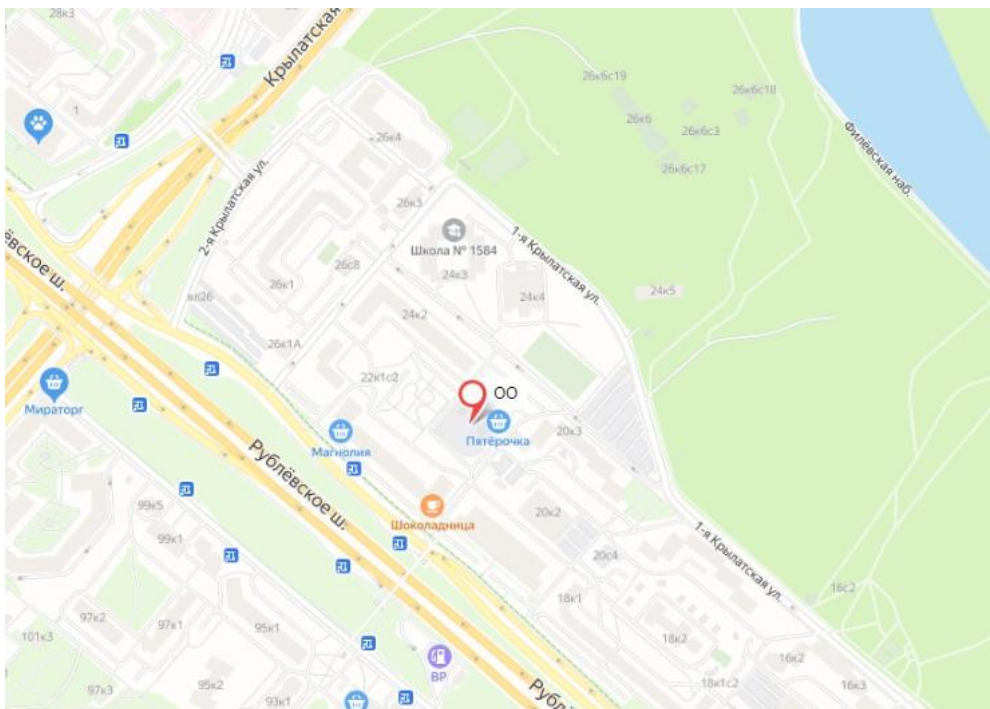 28к3
Крылатская
1
26к6с19
26к6с18
26к6
26к6с3
26к6с17
Филёвская наб.
26к4
2-я Крылатская ул.
26к3
Школа № 1584
24к3
1-я Крылатская ул.
ёвское ш.
26с8
26к1
24к4
24к5
вл26
24к2
26к1А
22к1с2
Мираторг
ОО
Пятёрочка
20к3
Магнолия
Рублёвское ш.
99к5
Шоколадница
20к2
99к1
1-я Крылатская ул.
20с4
16с2
18к1
97к2
97к1
95к1
101к3
18к2
16к2
BP
97к3
95к2
93к1
Рубл
18к1с2
16к3